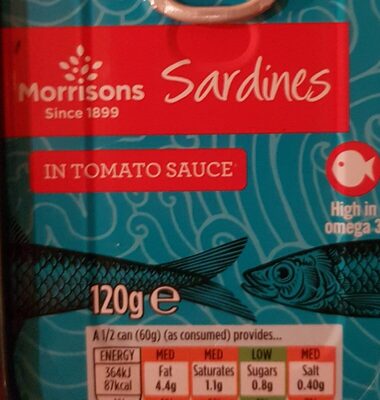 Morrisons
Since 1899
Sardines
IN TOMATO SAUCE
High in
omega 3
120g e
A 1/2 can (60g) (as consumed) provides...
ENERGY MED MED LOW MED
364kJ Fat Saturates Sugars Salt
87kcal 4.4g 1.1g 0.8g 0.40g